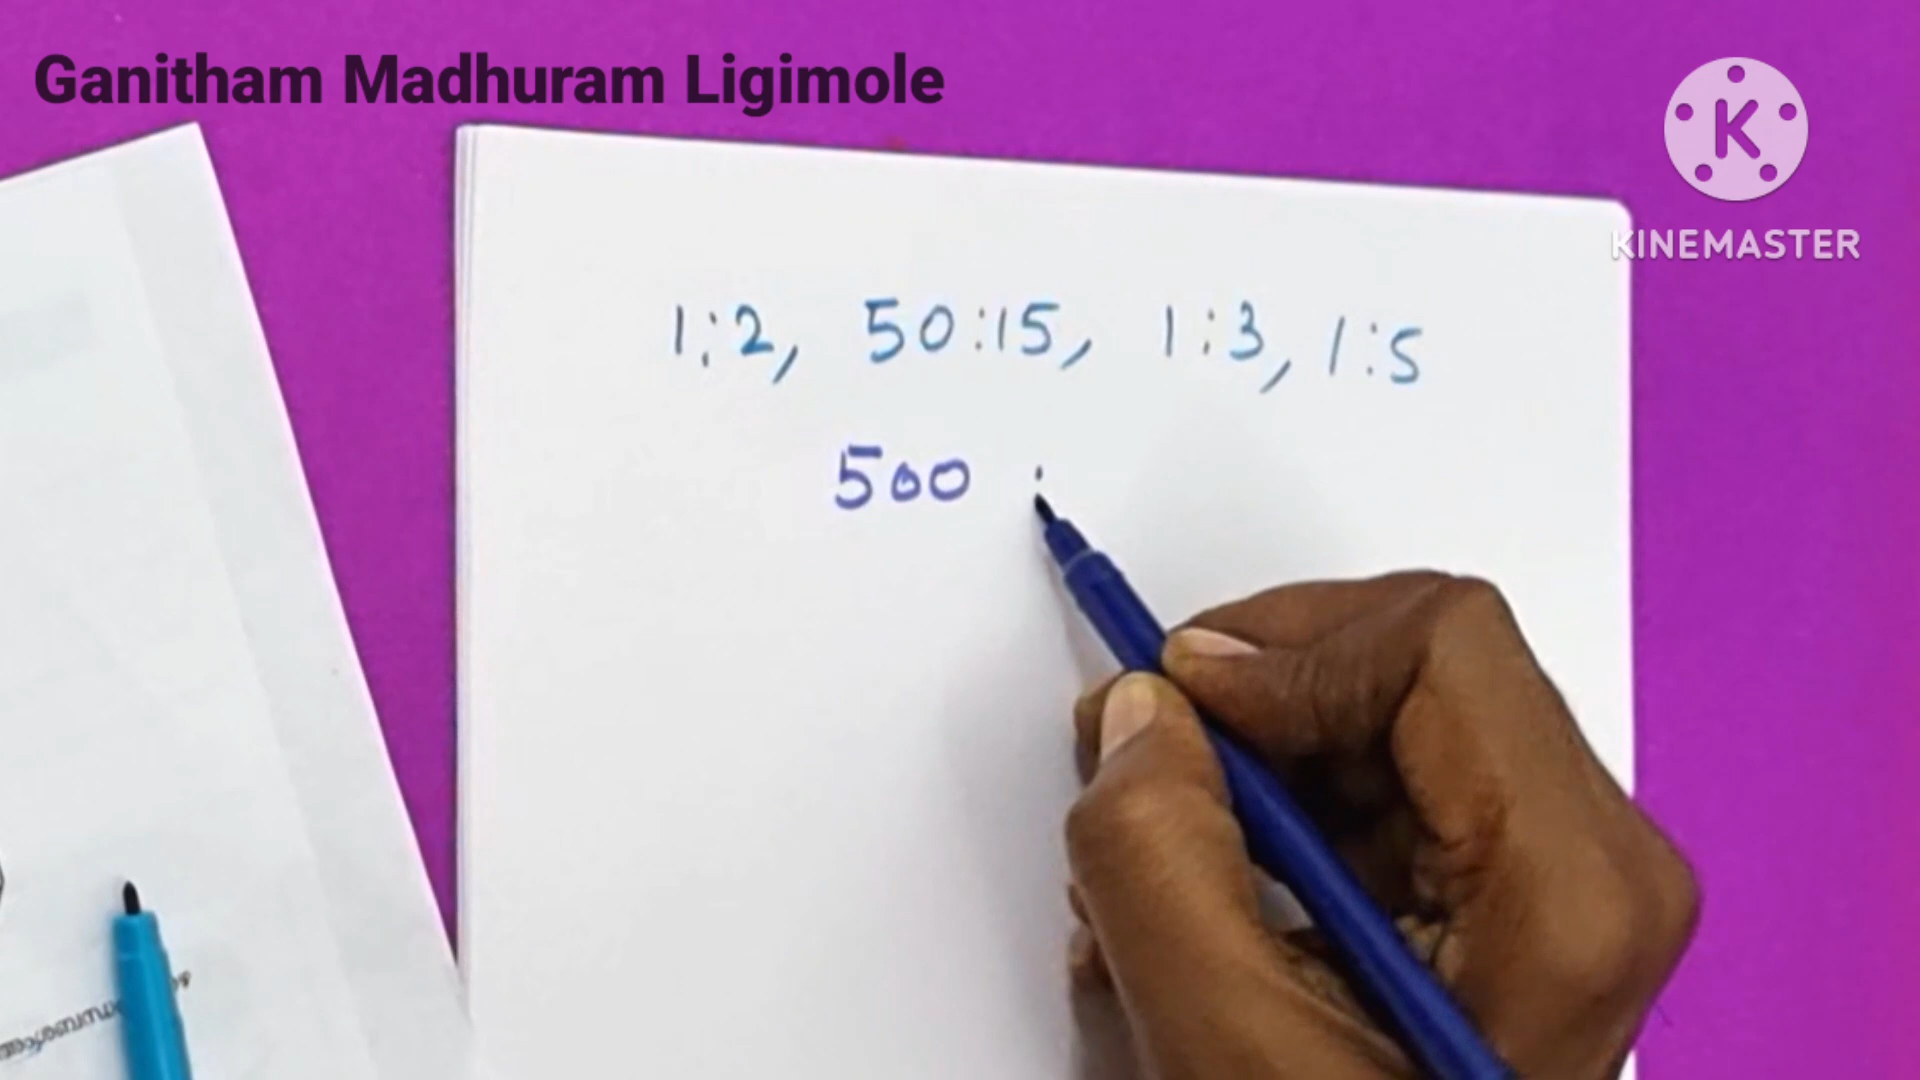 Ganitham Madhuram Ligimole
K
KINEMASTER
1:2, 50:15, 1:3, 1:5
500 :